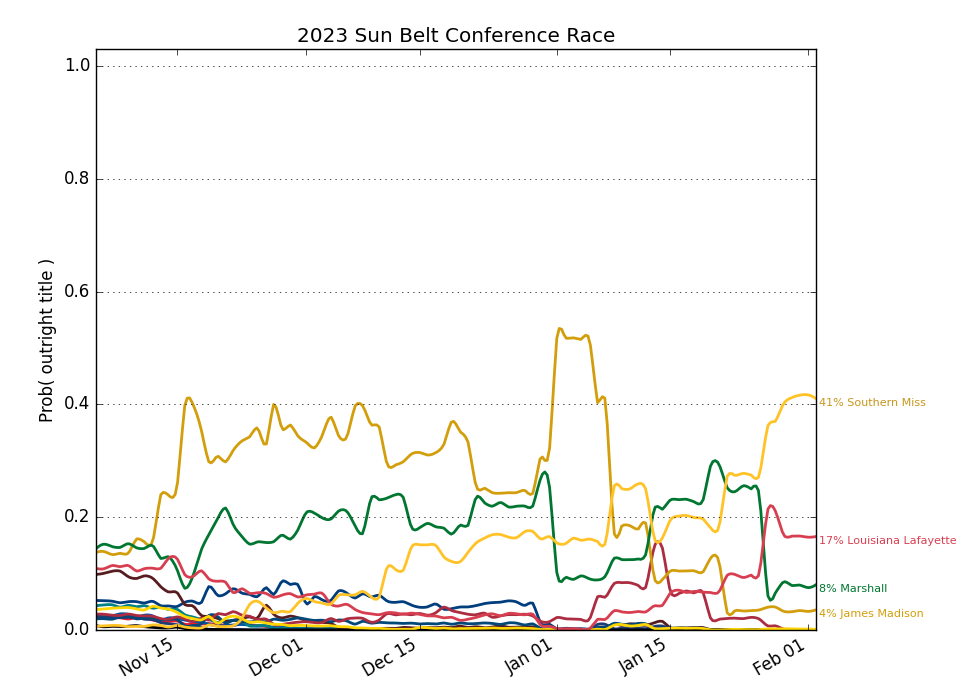 2023 Sun Belt Conference Race
Prob( outright title )
1.0
0.8
0.6
0.4
0.2
0.0
41% Southern Miss
17% Louisiana Lafayette
8% Marshall
4% James Madison
Nov 15
Dec 01
Dec 15
Jan 01
Jan 15
Feb 01